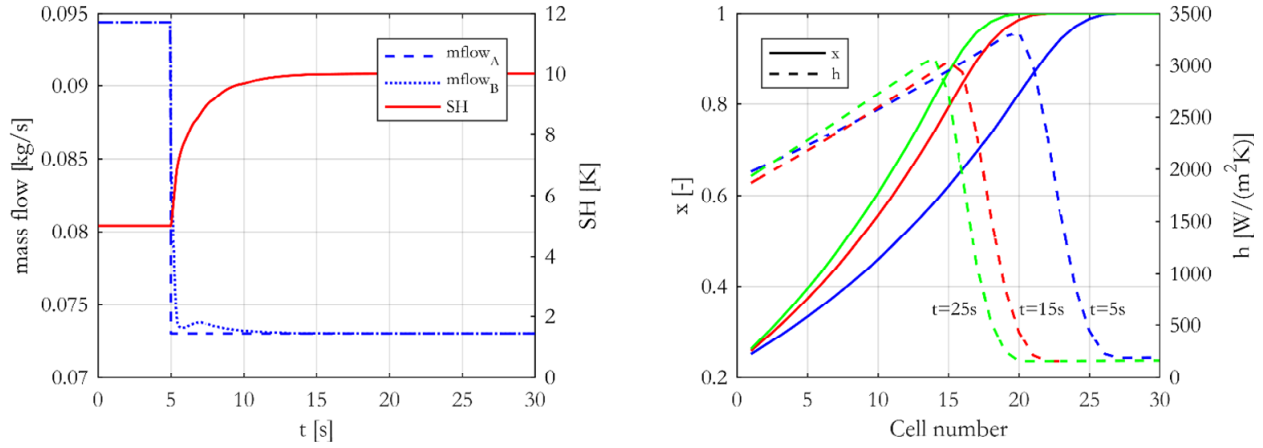 0.095
0.09
0.085
0.08
0.075
0.07
mass flow [kg/s]
0
5
10
15
20
25
30
t [s]
12
10
8
6
4
2
0
SH [K]
mflow_A
mflow_B
SH
1
0.8
0.6
0.4
0.2
x [-]
0
5
10
15
20
25
30
Cell number
3500
3000
2500
2000
1500
1000
500
0
h [W/(m²K)]
x
h
t=25s
t=15s
t=5s